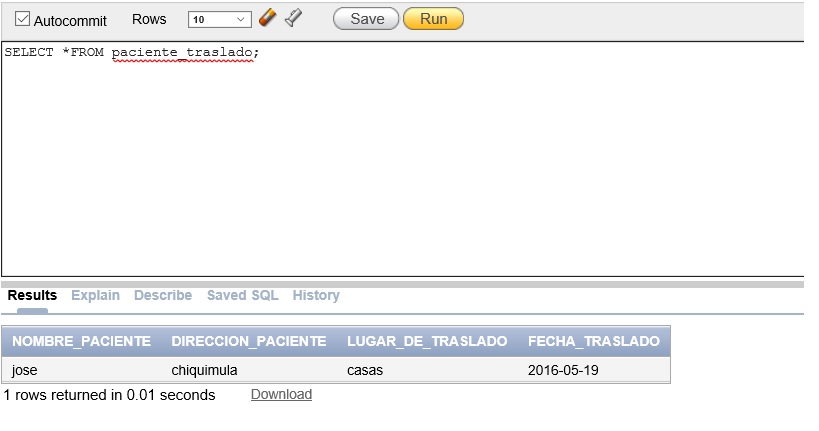 Autocommit Rows 10 Save Run
SELECT *FROM paciente_traslado;
Results Explain Describe Saved SQL History
NOMBRE_PACIENTE DIRECCION_PACIENTE LUGAR_DE_TRASLADO FECHA_TRASLADO
jose chiquimula casas 2016-05-19
1 rows returned in 0.01 seconds Download